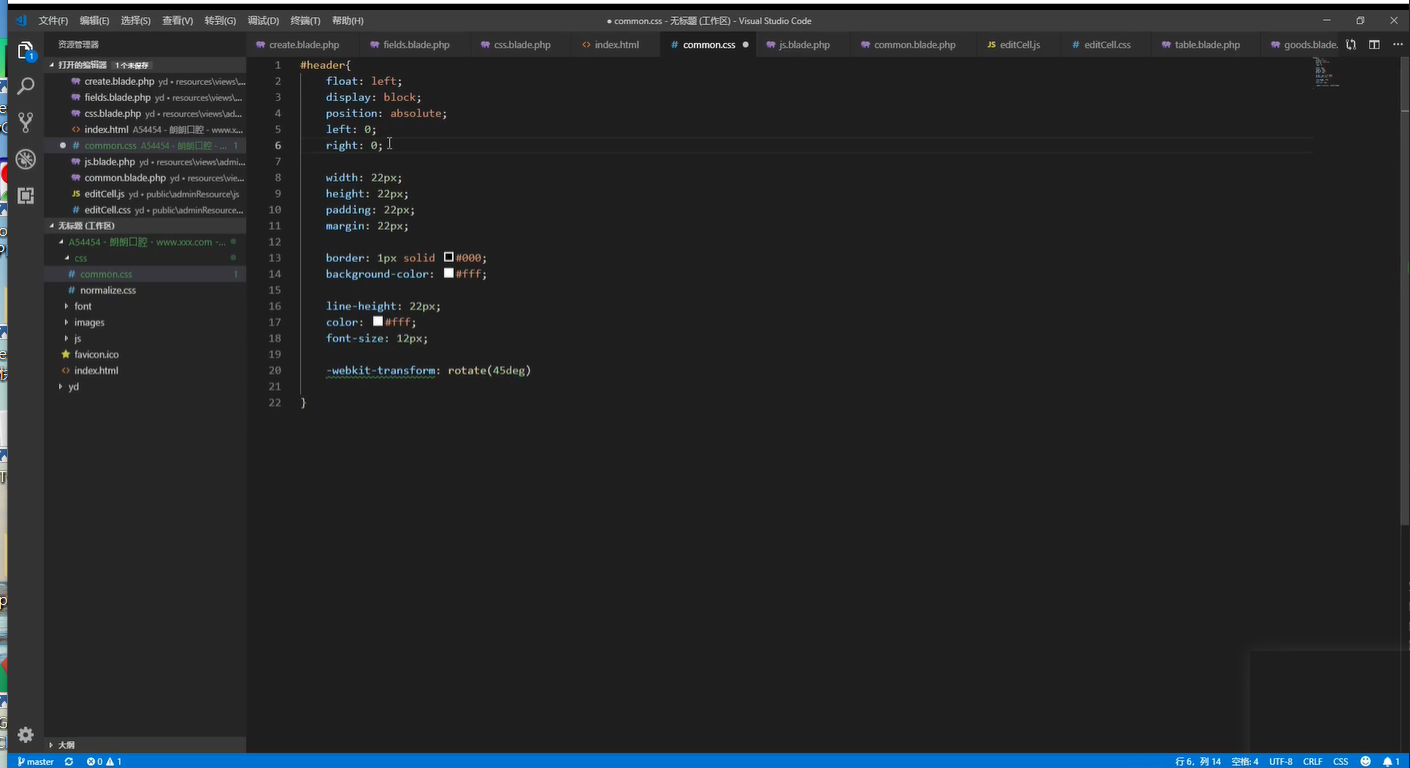 文件(F) 编辑(E) 选择(S) 查看(V) 转到(G) 调试(D) 终端(T) 帮助(H)
● common.css - 无标题 (工作区) - Visual Studio Code
资源管理器
create.blade.php fields.blade.php css.blade.php index.html common.css js.blade.php common.blade.php editCell.js editCell.css table.blade.php goods.blade.
打开的编辑器 1个未保存
create.blade.php yd • resources\views\...
fields.blade.php yd • resources\views\...
css.blade.php yd • resources\views\ad...
index.html A54454 - 朗朗口腔 - www.x...
common.css A54454 - 朗朗口腔 - ... 1
js.blade.php yd • resources\views\admi...
common.blade.php yd • resources\vie...
editCell.js yd • public\adminResource\js
editCell.css yd • public\adminResource...
无标题 (工作区)
A54454 - 朗朗口腔 - www.xxx.com -...
css
common.css 1
normalize.css
font
images
js
favicon.ico
index.html
yd
大纲
1 #header{
2 float: left;
3 display: block;
4 position: absolute;
5 left: 0;
6 right: 0;
7
8 width: 22px;
9 height: 22px;
10 padding: 22px;
11 margin: 22px;
12
13 border: 1px solid #000;
14 background-color: #fff;
15
16 line-height: 22px;
17 color: #fff;
18 font-size: 12px;
19
20 -webkit-transform: rotate(45deg)
21
22 }
master 0 1
行 6，列 14 空格: 4 UTF-8 CRLF CSS 1